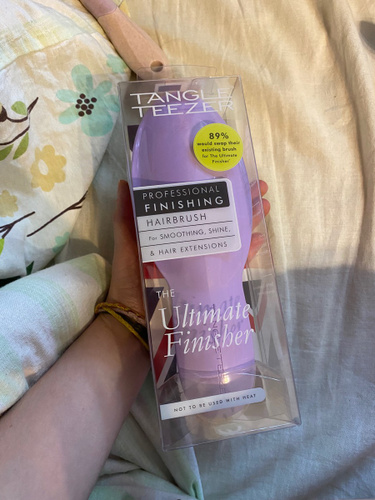 TANGLE
TEEZER
89%
would swap their
existing brush
for The Ultimate
Finisher*
PROFESSIONAL
FINISHING
HAIRBRUSH
For SMOOTHING, SHINE,
& HAIR EXTENSIONS
THE
Ultimate
Finisher
NOT TO BE USED WITH HEAT